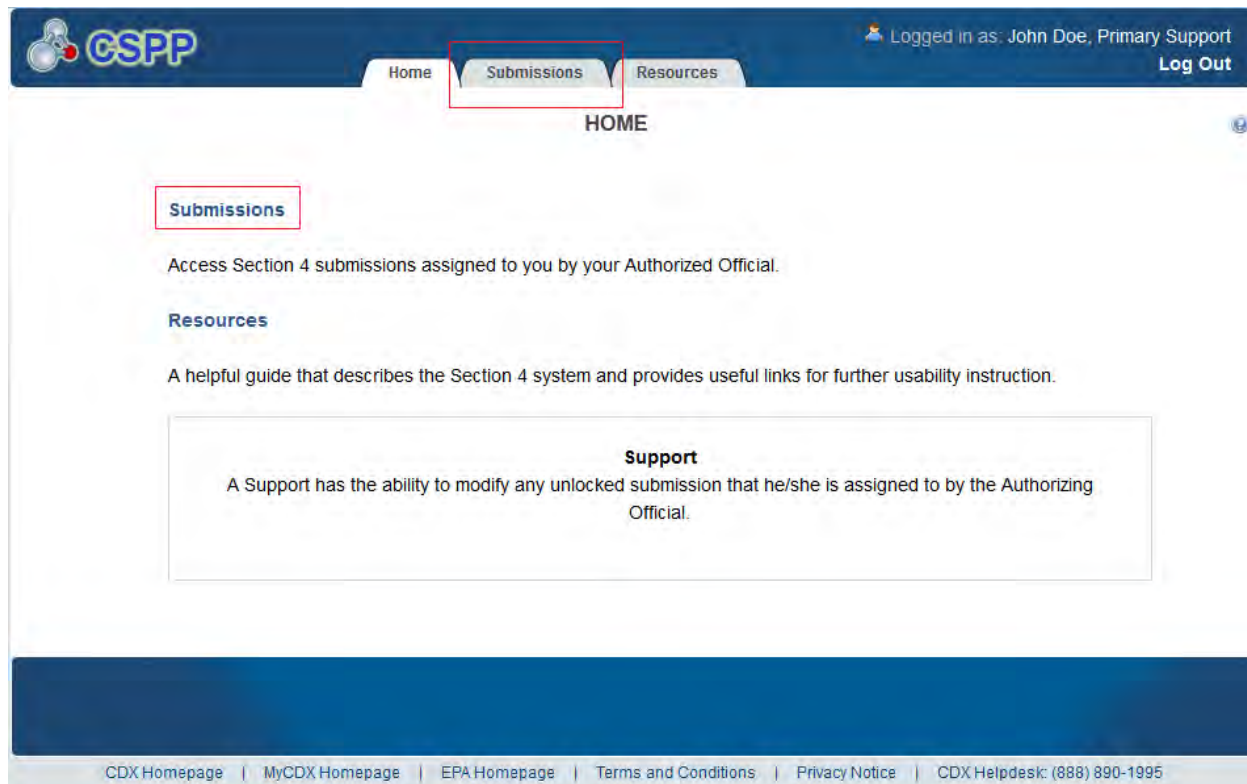 CSPP
Logged in as: John Doe, Primary Support
Log Out
Home
Submissions
Resources
HOME
Submissions
Access Section 4 submissions assigned to you by your Authorized Official.
Resources
A helpful guide that describes the Section 4 system and provides useful links for further usability instruction.
Support
A Support has the ability to modify any unlocked submission that he/she is assigned to by the Authorizing
Official.
CDX Homepage | MyCDX Homepage | EPA Homepage | Terms and Conditions | Privacy Notice | CDX Helpdesk: (888) 890-1995